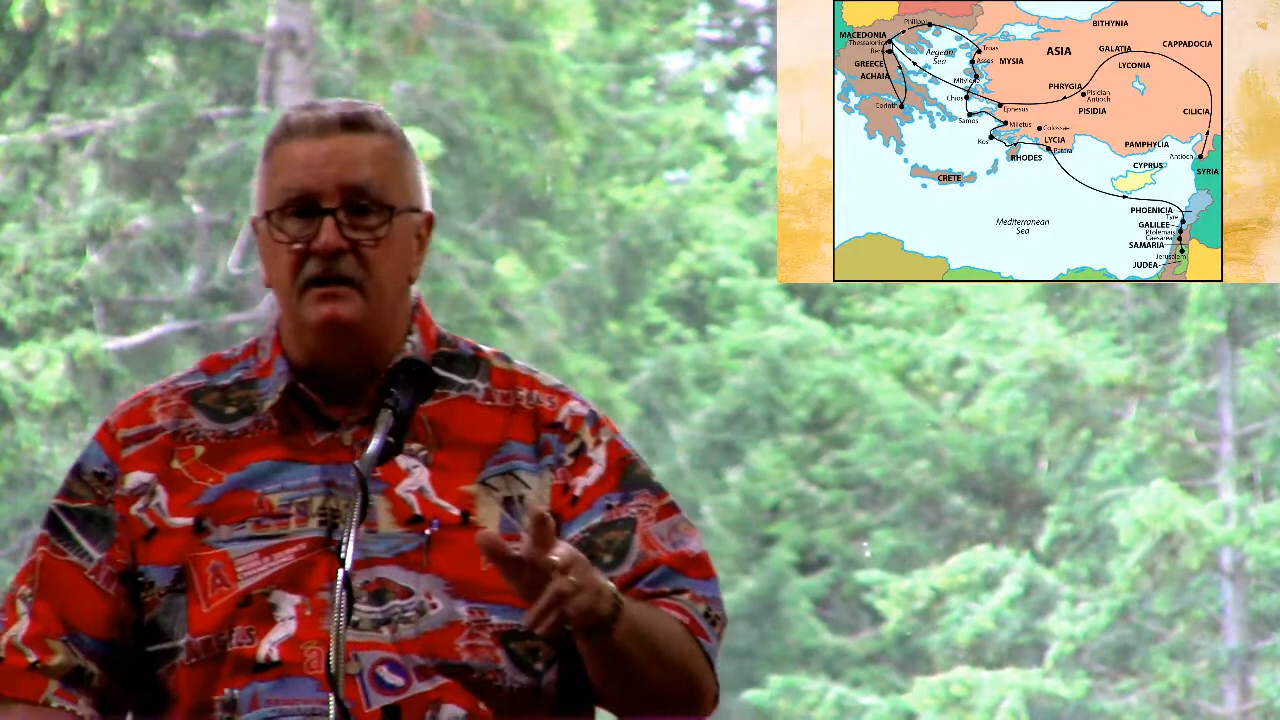 Philippi
BITHYNIA
MACEDONIA
Thessalonica
Berea
Aegean
Sea
Troas
ASIA
GALATIA
CAPPADOCIA
GREECE
Assos
MYSIA
LYCONIA
ACHAIA
Mitylene
PHRYGIA
Pisidian
Antioch
Chios
Corinth
Ephesus
PISIDIA
CILICIA
Samos
Miletus
Colossae
Kos
LYCIA
Patara
PAMPHYLIA
RHODES
Antioch
CYPRUS
SYRIA
CRETE
PHOENICIA
Tyre
Mediterranean
Sea
GALILEE
Ptolemais
Caesarea
SAMARIA
Jerusalem
JUDEA
ANGELS
A
ANGELS
a